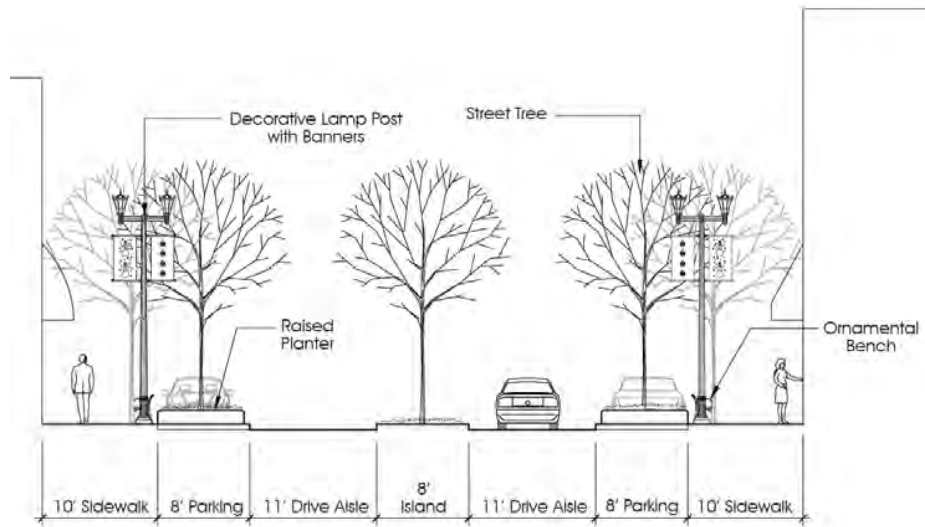 Decorative Lamp Post
with Banners
Street Tree
Raised
Planter
Ornamental
Bench
10' Sidewalk
8' Parking
11' Drive Aisle
8'
Island
11' Drive Aisle
8' Parking
10' Sidewalk